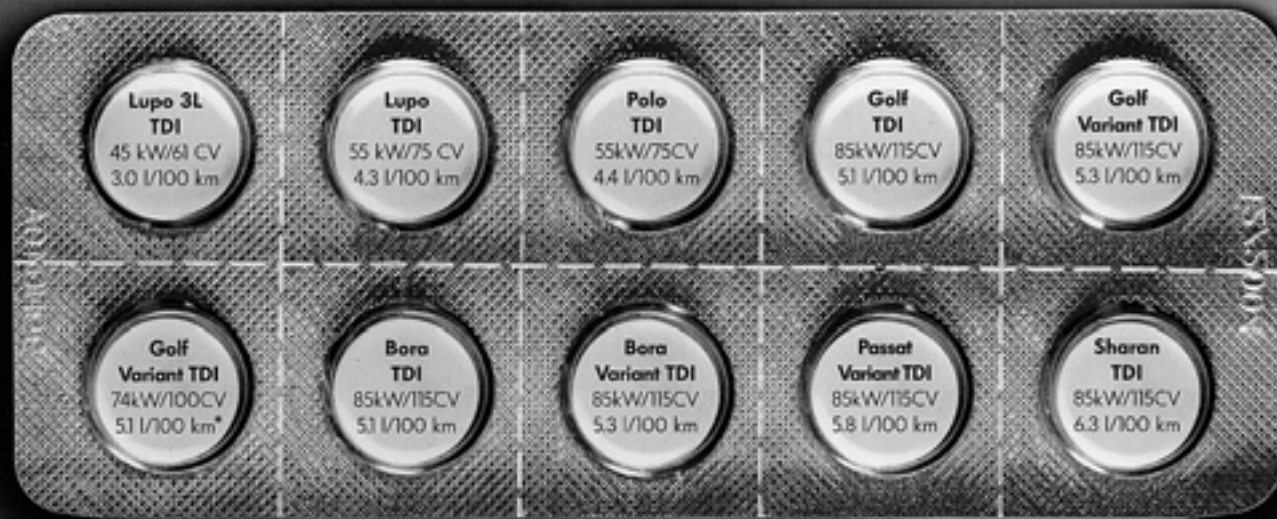 Lupo 3L
TDI
45 kW/61 CV
3.0 l/100 km
Lupo
TDI
55 kW/75 CV
4.3 l/100 km
Polo
TDI
55kW/75CV
4.4 l/100 km
Golf
TDI
85kW/115CV
5.1 l/100 km
Golf
Variant TDI
85kW/115CV
5.3 l/100 km
Golf
Variant TDI
74kW/100CV
5.1 l/100 km*
Bora
TDI
85kW/115CV
5.1 l/100 km
Bora
Variant TDI
85kW/115CV
5.3 l/100 km
Passat
Variant TDI
85kW/115CV
5.8 l/100 km
Sharan
TDI
85kW/115CV
6.3 l/100 km